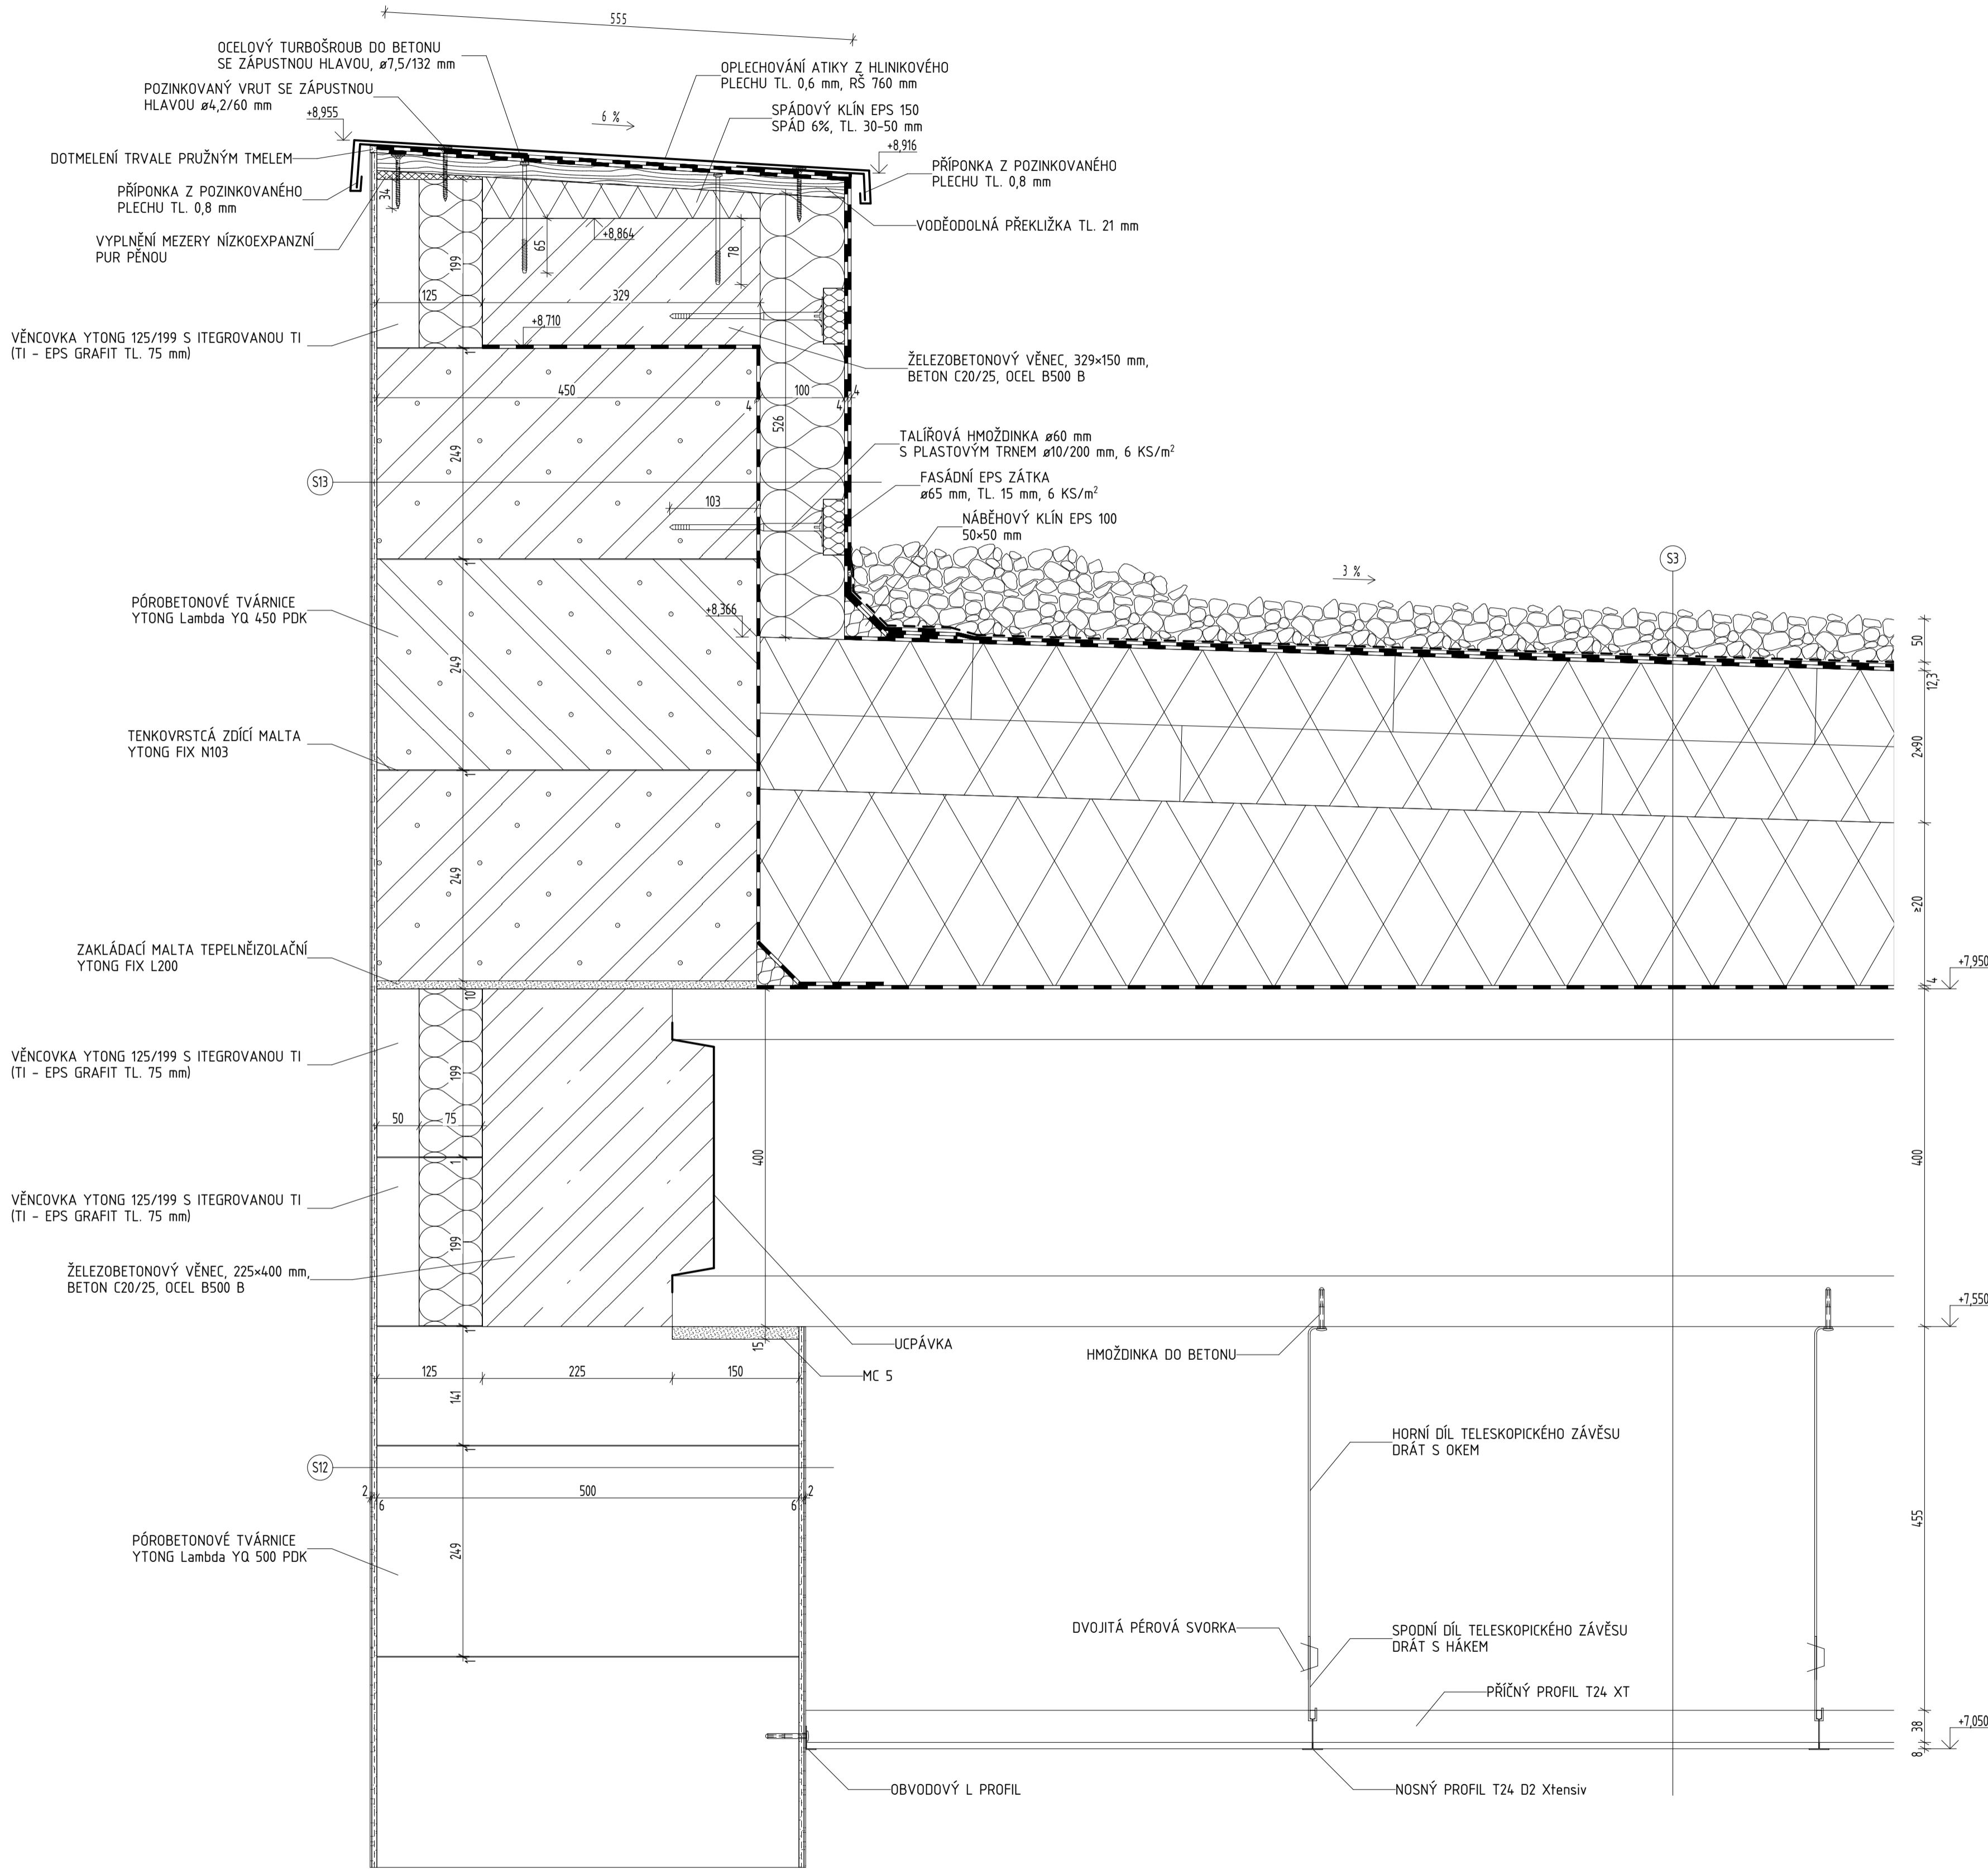 555
OCELOVÝ TURBOŠROUB DO BETONU
SE ZÁPUSTNOU HLAVOU, ø7,5/132 mm
POZINKOVANÝ VRUT SE ZÁPUSTNOU
HLAVOU ø4,2/60 mm
+8,955
DOTMELENÍ TRVALE PRUŽNÝM TMELEM
PŘÍPONKA Z POZINKOVANÉHO
PLECHU TL. 0,8 mm
VYPLNĚNÍ MEZERY NÍZKOEXPANZNÍ
PUR PĚNOU
6 %
OPLECHOVÁNÍ ATIKY Z HLINIKOVÉHO
PLECHU TL. 0,6 mm, RŠ 760 mm
SPÁDOVÝ KLÍN EPS 150
SPÁD 6%, TL. 30-50 mm
+8,916
PŘÍPONKA Z POZINKOVANÉHO
PLECHU TL. 0,8 mm
VODĚODOLNÁ PŘEKLIŽKA TL. 21 mm
34
199
65
+8,864
78
125
329
+8,710
VĚNCOVKA YTONG 125/199 S ITEGROVANOU TI
(TI - EPS GRAFIT TL. 75 mm)
ŽELEZOBETONOVÝ VĚNEC, 329×150 mm,
BETON C20/25, OCEL B500 B
1
450
4
100
4
4
526
249
TALÍŘOVÁ HMOŽDINKA ø60 mm
S PLASTOVÝM TRNEM ø10/200 mm, 6 KS/m²
FASÁDNÍ EPS ZÁTKA
ø65 mm, TL. 15 mm, 6 KS/m²
NÁBĚHOVÝ KLÍN EPS 100
50×50 mm
S13
103
1
S3
3 %
PÓROBETONOVÉ TVÁRNICE
YTONG Lambda YQ 450 PDK
+8,366
249
50
12,3
TENKOVRSTCÁ ZDÍCÍ MALTA
YTONG FIX N103
1
2×90
249
≥20
ZAKLÁDACÍ MALTA TEPELNĚIZOLAČNÍ
YTONG FIX L200
10
+7,950
4
VĚNCOVKA YTONG 125/199 S ITEGROVANOU TI
(TI - EPS GRAFIT TL. 75 mm)
199
50
75
1
400
400
VĚNCOVKA YTONG 125/199 S ITEGROVANOU TI
(TI - EPS GRAFIT TL. 75 mm)
199
ŽELEZOBETONOVÝ VĚNEC, 225×400 mm,
BETON C20/25, OCEL B500 B
+7,550
1
15
UCPÁVKA
MC 5
HMOŽDINKA DO BETONU
125
225
150
141
1
HORNÍ DÍL TELESKOPICKÉHO ZÁVĚSU
DRÁT S OKEM
S12
2
6
500
6
2
455
PÓROBETONOVÉ TVÁRNICE
YTONG Lambda YQ 500 PDK
249
1
DVOJITÁ PÉROVÁ SVORKA
SPODNÍ DÍL TELESKOPICKÉHO ZÁVĚSU
DRÁT S HÁKEM
PŘÍČNÝ PROFIL T24 XT
38
+7,050
8
OBVODOVÝ L PROFIL
NOSNÝ PROFIL T24 D2 Xtensiv